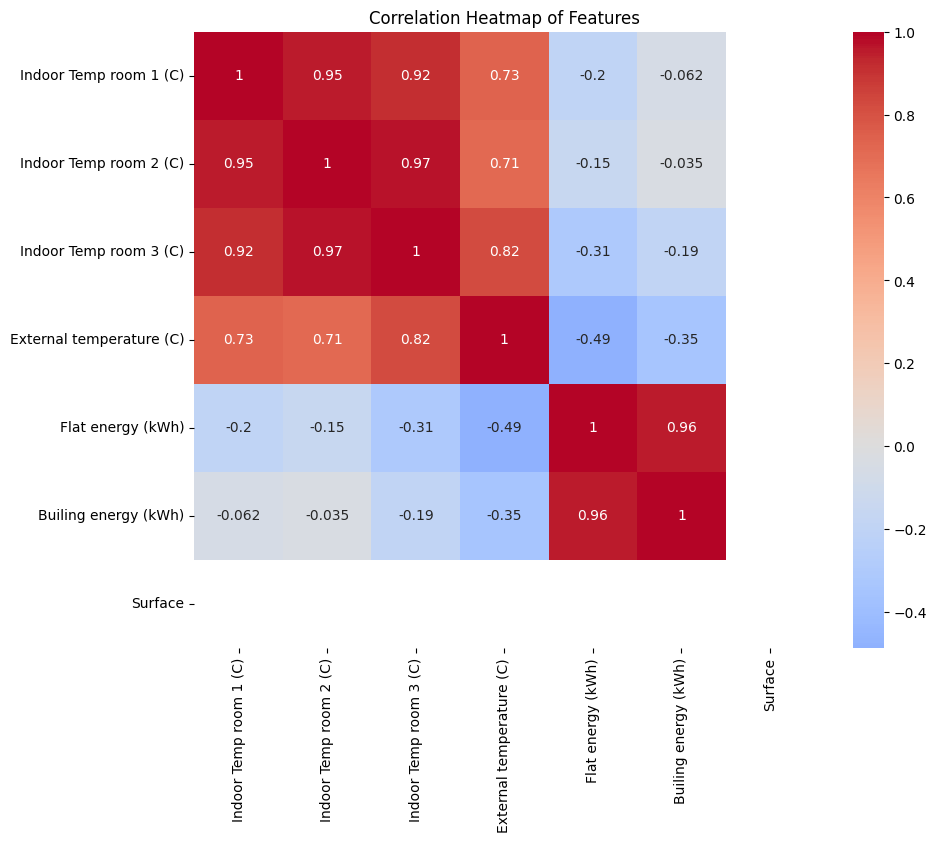 Correlation Heatmap of Features
Indoor Temp room 1 (C) 1 0.95 0.92 0.73 -0.2 -0.062
Indoor Temp room 2 (C) 0.95 1 0.97 0.71 -0.15 -0.035
Indoor Temp room 3 (C) 0.92 0.97 1 0.82 -0.31 -0.19
External temperature (C) 0.73 0.71 0.82 1 -0.49 -0.35
Flat energy (kWh) -0.2 -0.15 -0.31 -0.49 1 0.96
Builing energy (kWh) -0.062 -0.035 -0.19 -0.35 0.96 1
Surface
Indoor Temp room 1 (C)
Indoor Temp room 2 (C)
Indoor Temp room 3 (C)
External temperature (C)
Flat energy (kWh)
Builing energy (kWh)
Surface
1.0
0.8
0.6
0.4
0.2
0.0
−0.2
−0.4